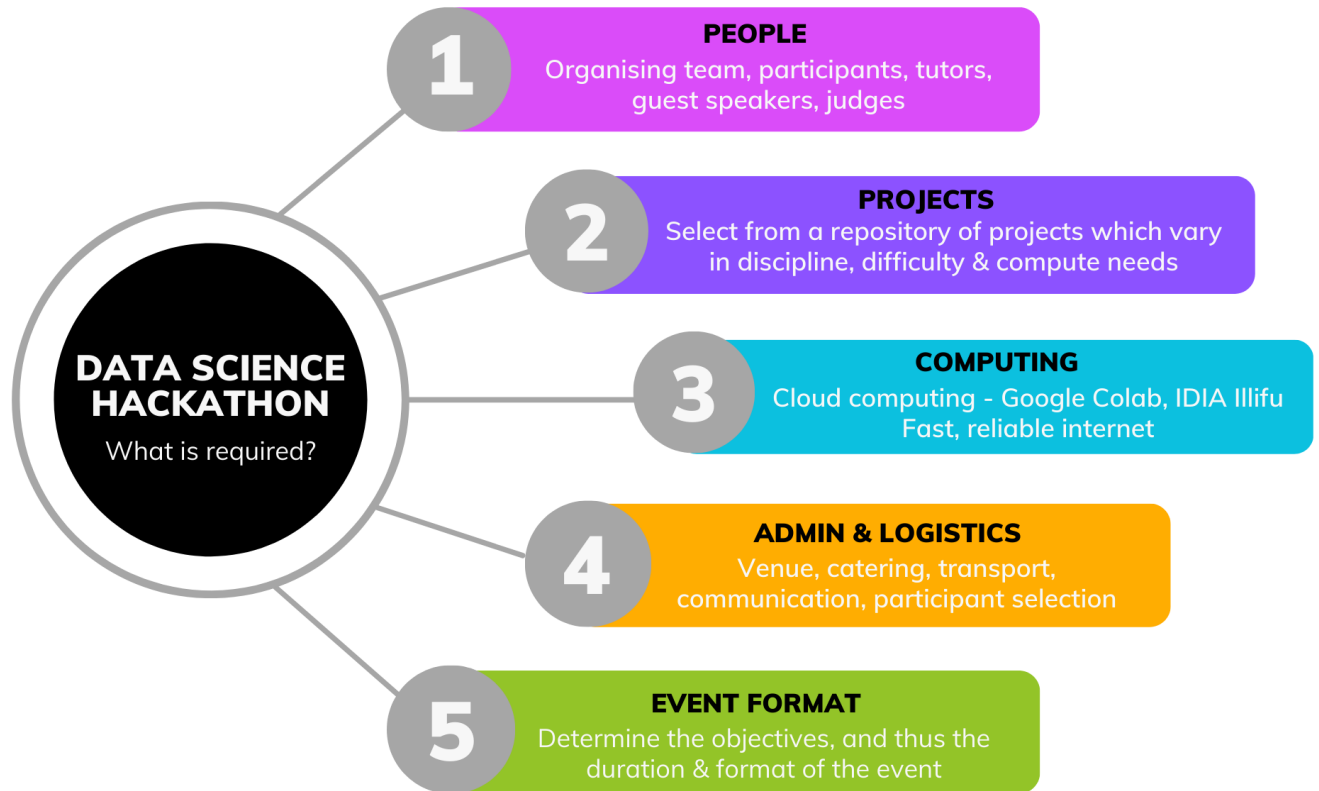 DATA SCIENCE
HACKATHON
What is required?
1
PEOPLE
Organising team, participants, tutors,
guest speakers, judges
2
PROJECTS
Select from a repository of projects which vary
in discipline, difficulty & compute needs
3
COMPUTING
Cloud computing - Google Colab, IDIA Illifu
Fast, reliable internet
4
ADMIN & LOGISTICS
Venue, catering, transport,
communication, participant selection
5
EVENT FORMAT
Determine the objectives, and thus the
duration & format of the event